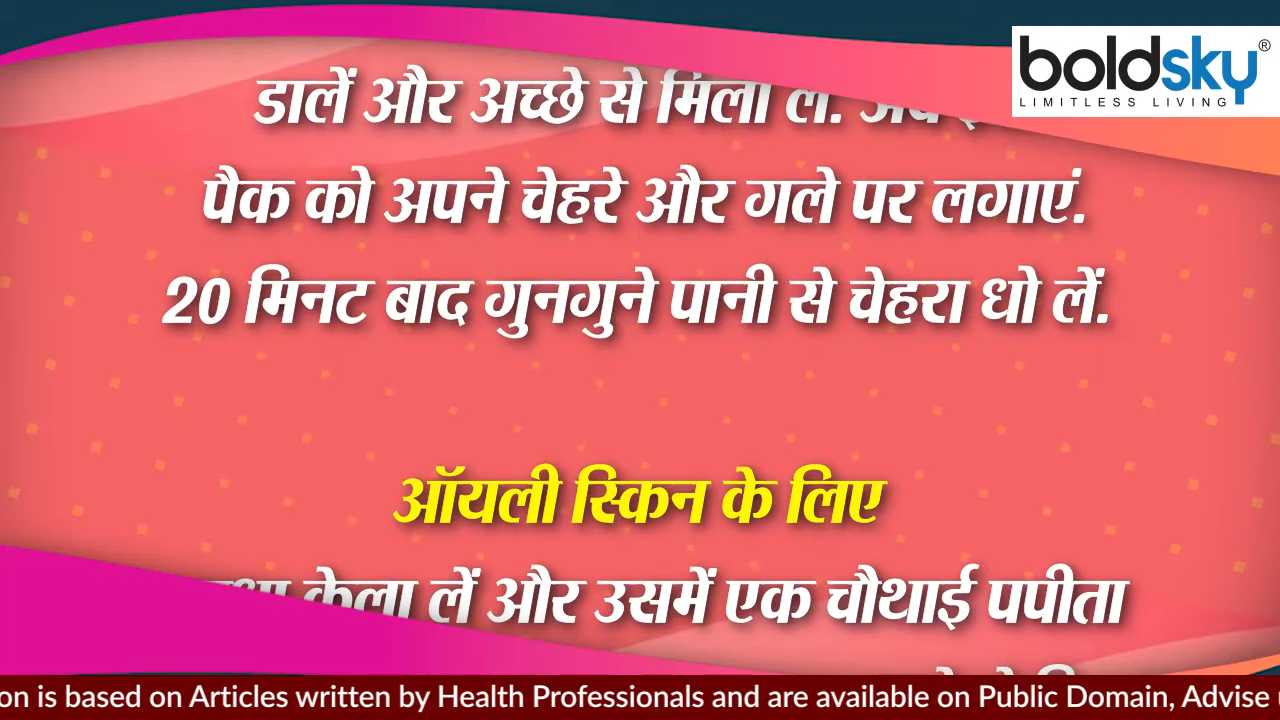 boldsky®
LIMITLESS LIVING
डालें और अच्छे से मिला लें. अब
पैक को अपने चेहरे और गले पर लगाएं.
20 मिनट बाद गुनगुने पानी से चेहरा धो लें.
ऑयली स्किन के लिए
केला लें और उसमें एक चौथाई पपीता
on is based on Articles written by Health Professionals and are available on Public Domain, Advise